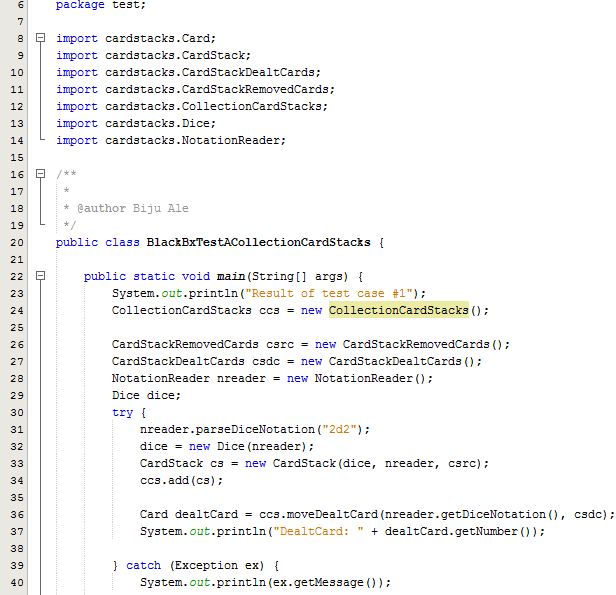 6 package test;
7
8 import cardstacks.Card;
9 import cardstacks.CardStack;
10 import cardstacks.CardStackDealtCards;
11 import cardstacks.CardStackRemovedCards;
12 import cardstacks.CollectionCardStacks;
13 import cardstacks.Dice;
14 import cardstacks.NotationReader;
15
16 /**
17 *
18 * @author Biju Ale
19 */
20 public class BlackBxTestACollectionCardStacks {
21
22 public static void main(String[] args) {
23 System.out.println("Result of test case #1");
24 CollectionCardStacks ccs = new CollectionCardStacks();
25
26 CardStackRemovedCards csrc = new CardStackRemovedCards();
27 CardStackDealtCards csdc = new CardStackDealtCards();
28 NotationReader nreader = new NotationReader();
29 Dice dice;
30 try {
31 nreader.parseDiceNotation("2d2");
32 dice = new Dice(nreader);
33 CardStack cs = new CardStack(dice, nreader, csrc);
34 ccs.add(cs);
35
36 Card dealtCard = ccs.moveDealtCard(nreader.getDiceNotation(), csdc);
37 System.out.println("DealtCard: " + dealtCard.getNumber());
38
39 } catch (Exception ex) {
40 System.out.println(ex.getMessage());